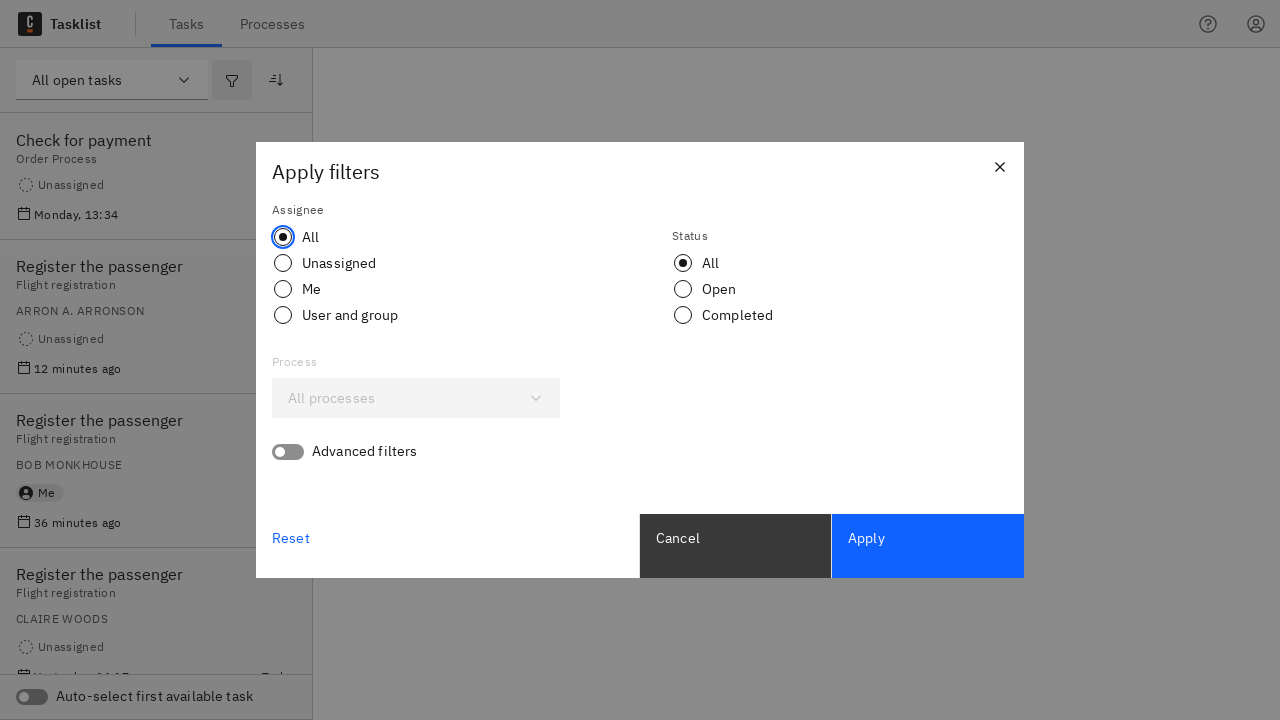 Tasklist
Tasks
Processes
All open tasks
Check for payment
Order Process
Unassigned
Monday, 13:34
Register the passenger
Flight registration
ARRON A. ARRONSON
Unassigned
12 minutes ago
Register the passenger
Flight registration
BOB MONKHOUSE
Me
36 minutes ago
Register the passenger
Flight registration
CLAIRE WOODS
Unassigned
Auto-select first available task
Apply filters
Assignee
All
Unassigned
Me
User and group
Status
All
Open
Completed
Process
All processes
Advanced filters
Reset
Cancel
Apply